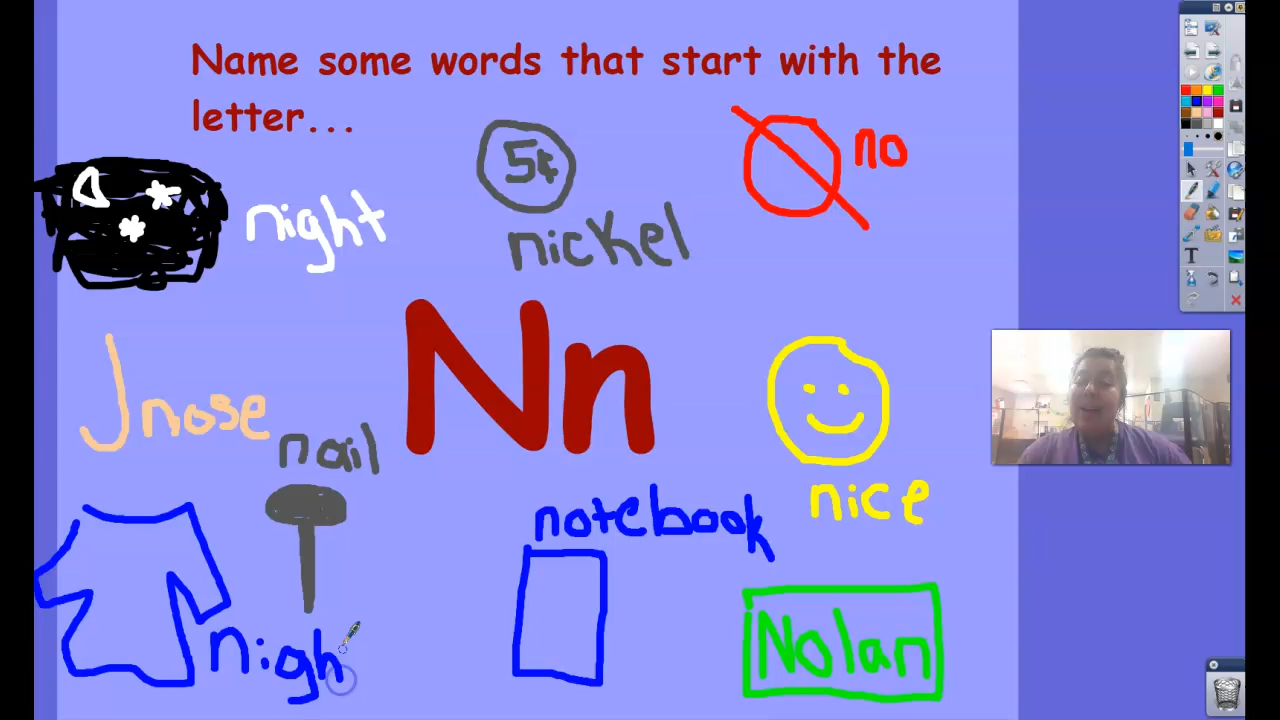 Name some words that start with the
letter...
5¢
no
night
nickel
Nn
nose
nail
nice
notebook
nigh
Nolan
T